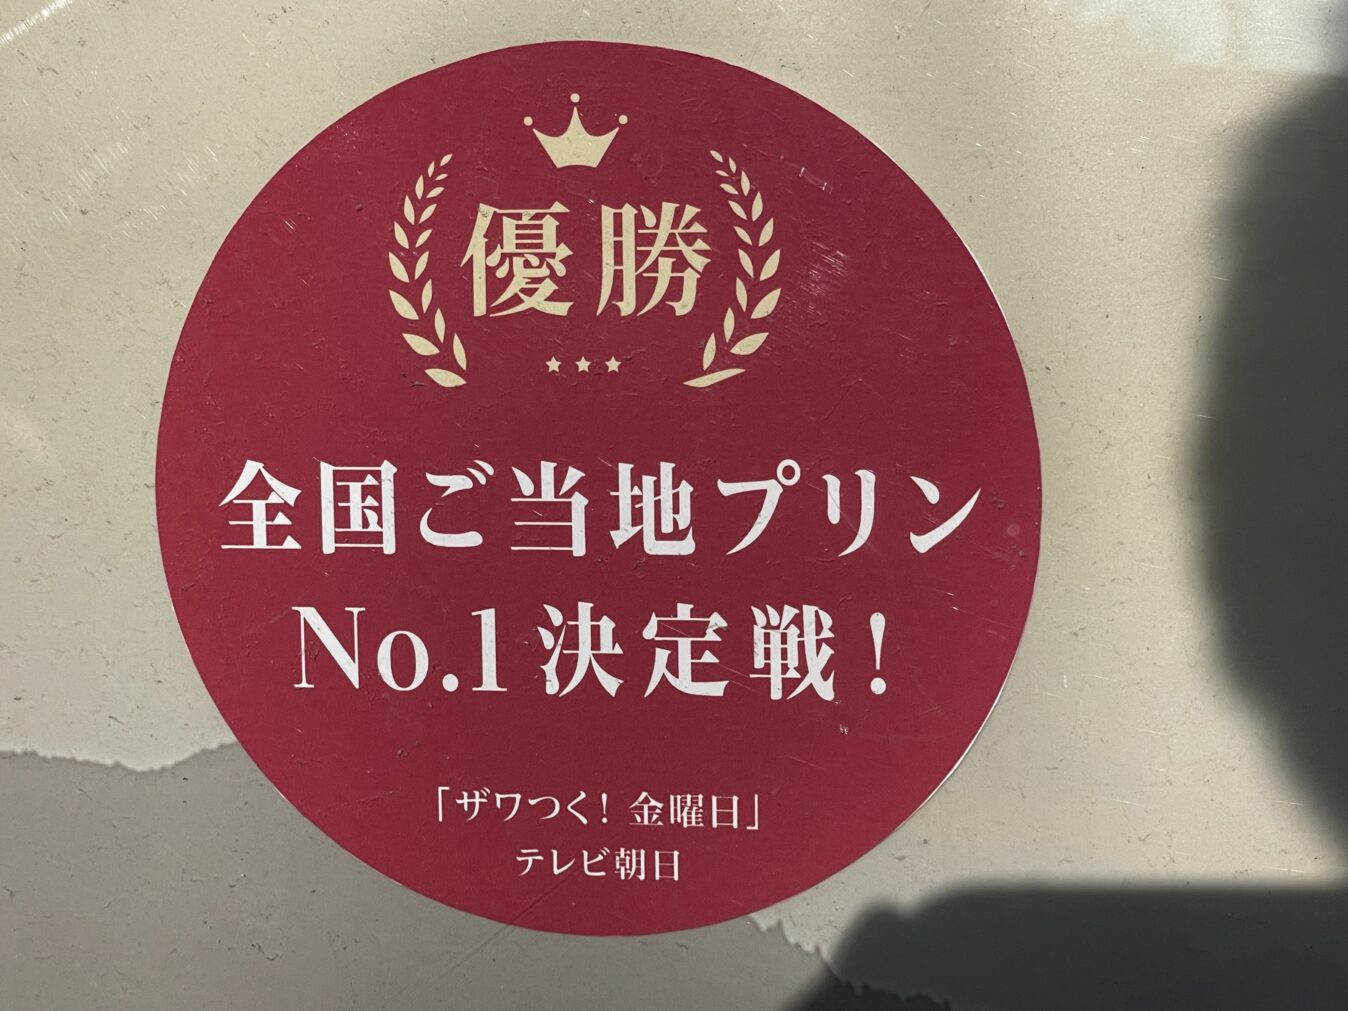 優勝
全国ご当地プリン
No.1決定戦！
「ザワつく！金曜日」
テレビ朝日